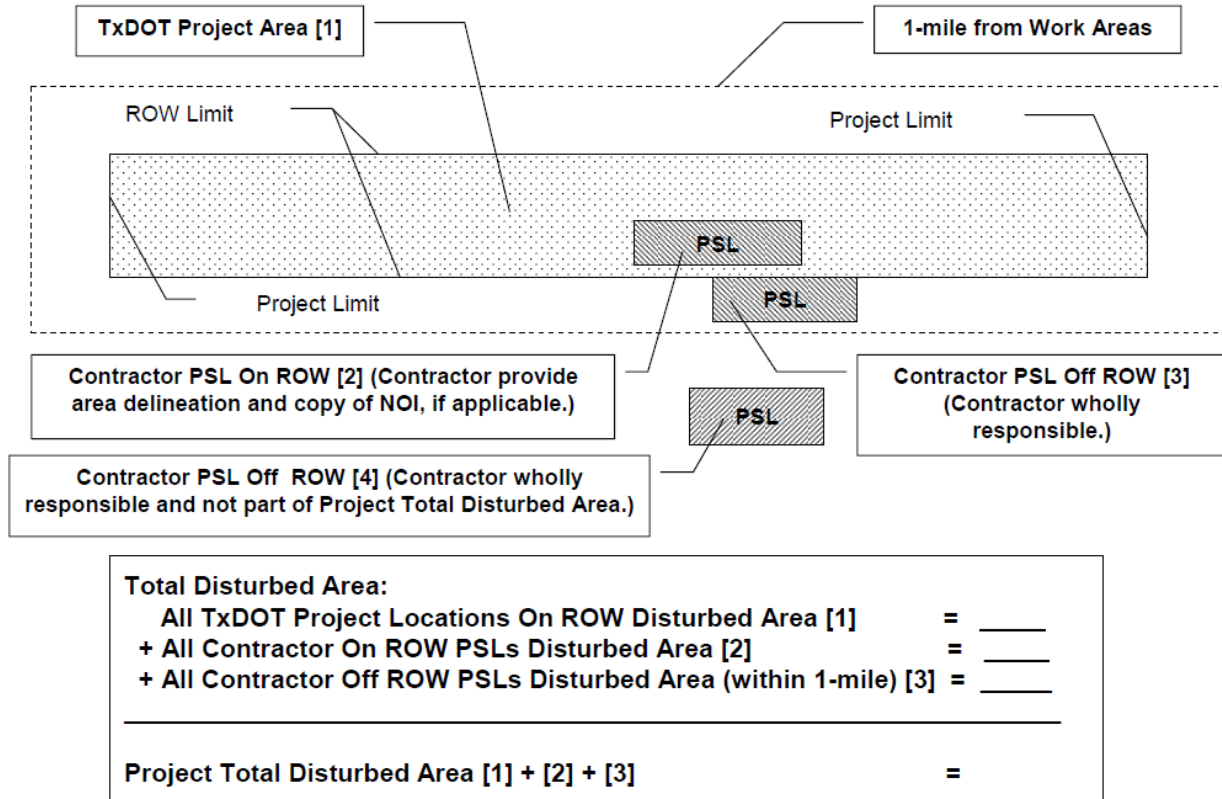 TxDOT Project Area [1]
1-mile from Work Areas
ROW Limit
Project Limit
PSL
PSL
Project Limit
Contractor PSL On ROW [2] (Contractor provide
area delineation and copy of NOI, if applicable.)
Contractor PSL Off ROW [3]
(Contractor wholly
responsible.)
PSL
Contractor PSL Off  ROW [4] (Contractor wholly
responsible and not part of Project Total Disturbed Area.)
Total Disturbed Area:
All TxDOT Project Locations On ROW Disturbed Area [1] = _____
+ All Contractor On ROW PSLs Disturbed Area [2] = _____
+ All Contractor Off ROW PSLs Disturbed Area (within 1-mile) [3] = _____
Project Total Disturbed Area [1] + [2] + [3] =